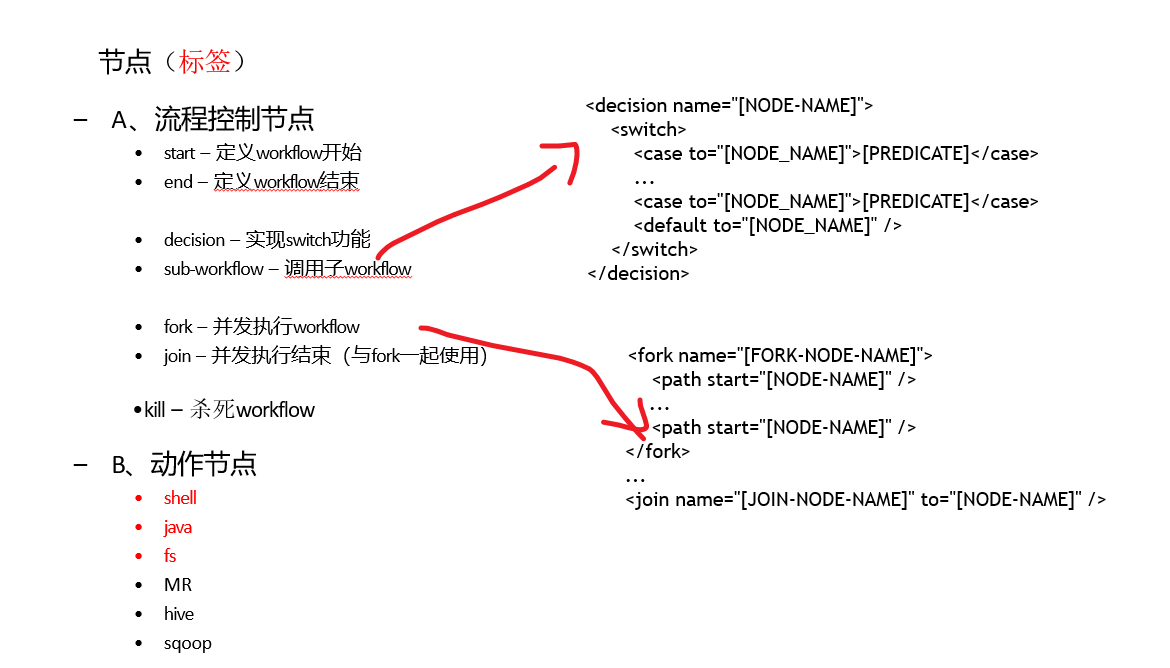 节点（标签）
– A、流程控制节点
• start – 定义workflow开始
• end – 定义workflow结束
• decision – 实现switch功能
• sub-workflow – 调用子workflow
• fork – 并发执行workflow
• join – 并发执行结束（与fork一起使用）
•kill – 杀死workflow
– B、动作节点
• shell
• java
• fs
• MR
• hive
• sqoop
<decision name="[NODE-NAME]">
<switch>
<case to="[NODE_NAME]">[PREDICATE]</case>
...
<case to="[NODE_NAME]">[PREDICATE]</case>
<default to="[NODE_NAME]" />
</switch>
</decision>
<fork name="[FORK-NODE-NAME]">
<path start="[NODE-NAME]" />
...
<path start="[NODE-NAME]" />
</fork>
...
<join name="[JOIN-NODE-NAME]" to="[NODE-NAME]" />